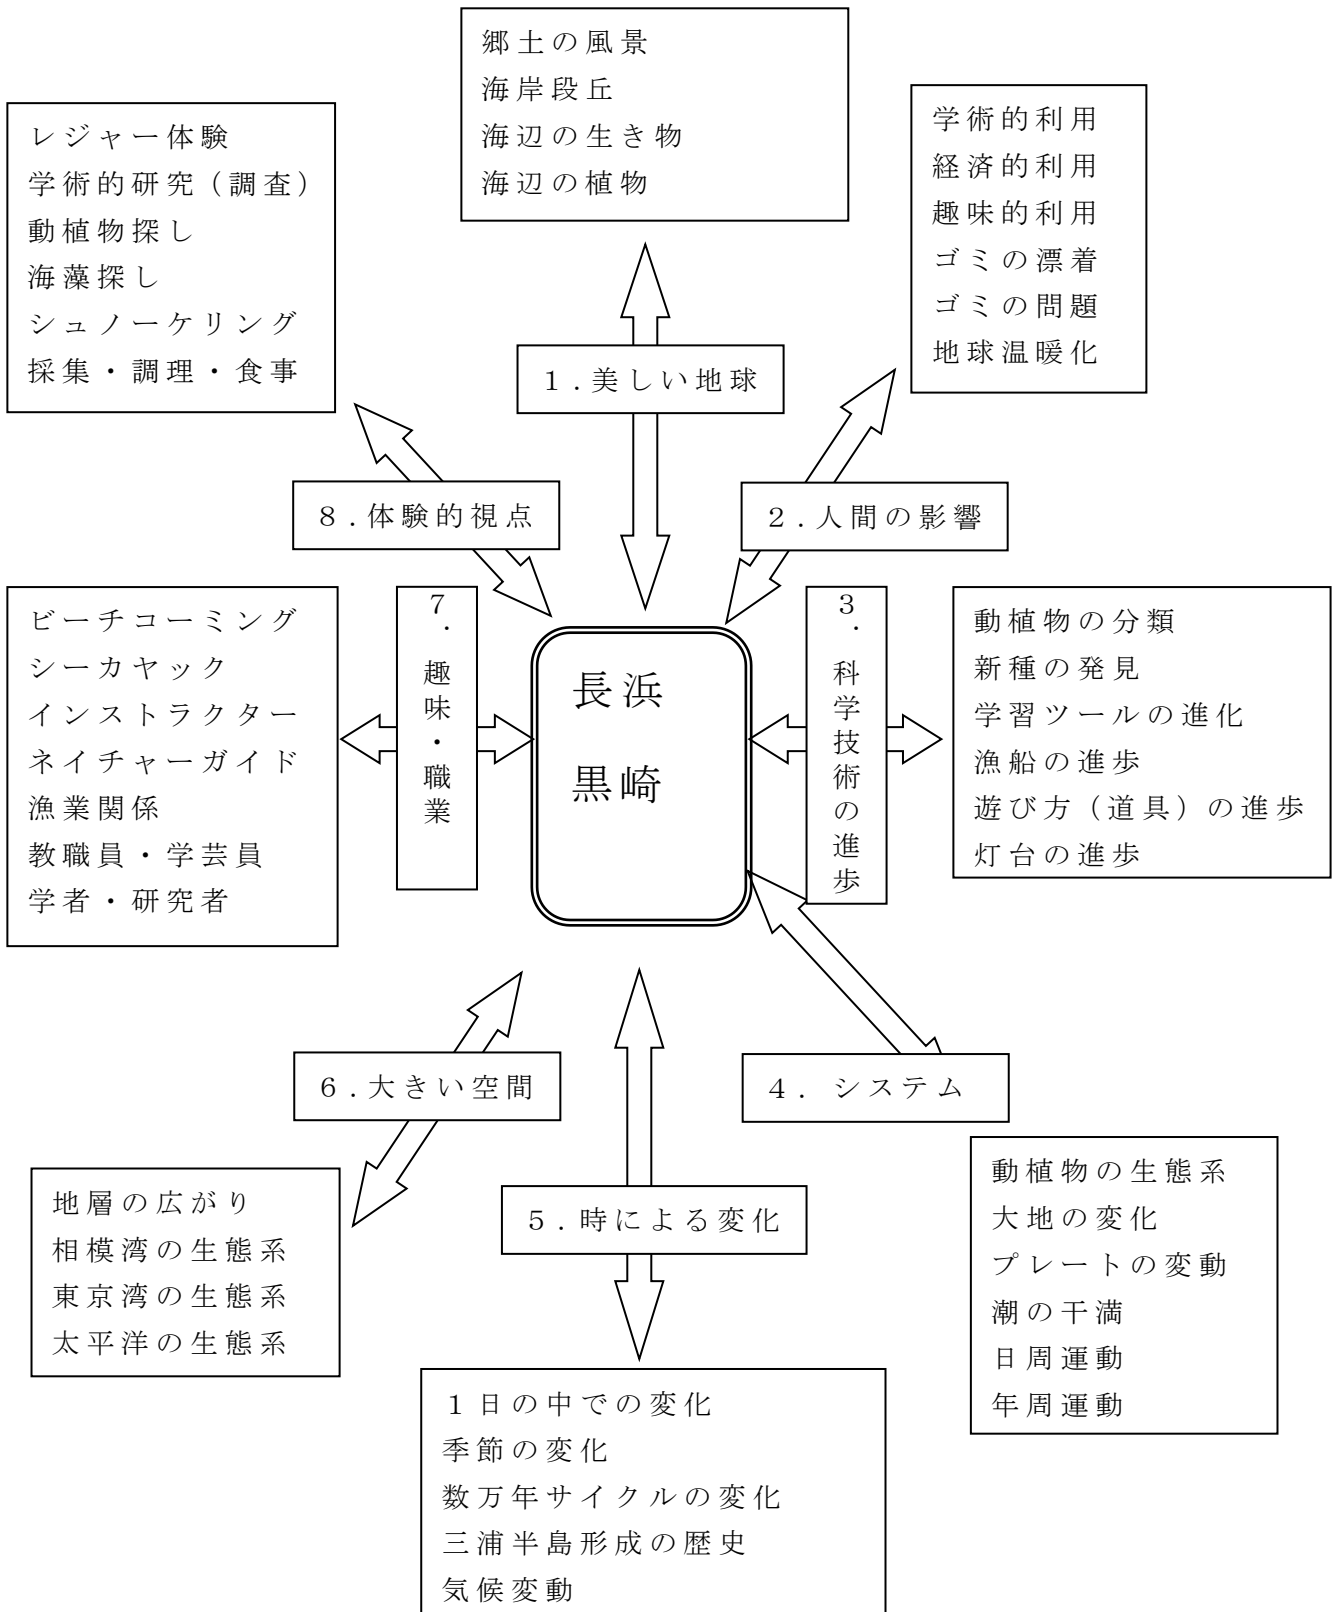 郷土の風景
海岸段丘
海辺の生き物
海辺の植物
レジャー体験
学術的研究（調査）
動植物探し
海藻探し
シュノーケリング
採集・調理・食事
学術的利用
経済的利用
趣味的利用
ゴミの漂着
ゴミの問題
地球温暖化
１.美しい地球
８.体験的視点
２.人間の影響
ビーチコーミング
シーカヤック
インストラクター
ネイチャーガイド
漁業関係
教職員・学芸員
学者・研究者
７.趣味・職業
長浜
黒崎
３.科学技術の進歩
動植物の分類
新種の発見
学習ツールの進化
漁船の進歩
遊び方（道具）の進歩
灯台の進歩
６.大きい空間
４. システム
地層の広がり
相模湾の生態系
東京湾の生態系
太平洋の生態系
５.時による変化
動植物の生態系
大地の変化
プレートの変動
潮の干満
日周運動
年周運動
１日の中での変化
季節の変化
数万年サイクルの変化
三浦半島形成の歴史
気候変動